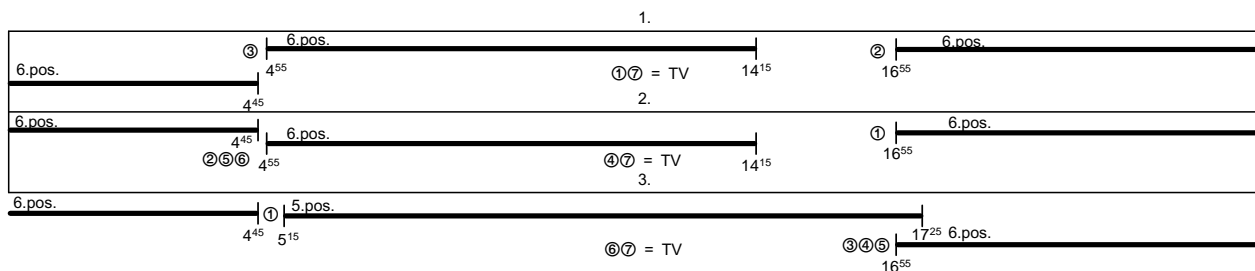 1.
③ 6.pos. ② 6.pos.
6.pos. 4⁵⁵ ①⑦ = TV 14¹⁵ 16⁵⁵
4⁴⁵
2.
6.pos. 4⁴⁵ 6.pos. ① 6.pos.
②⑤⑥ 4⁵⁵ ④⑦ = TV 14¹⁵ 16⁵⁵
3.
6.pos. ① 5.pos.
4⁴⁵ 5¹⁵ 17²⁵
⑥⑦ = TV ③④⑤ 6.pos.
16⁵⁵